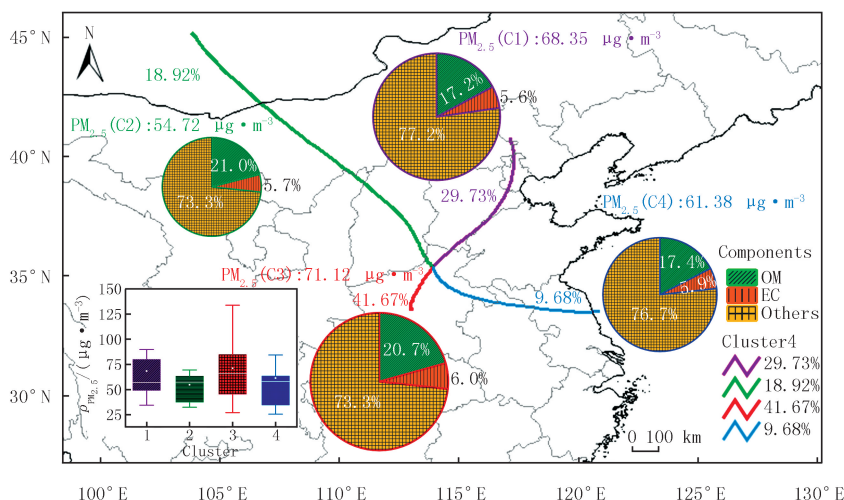 45° N
40° N
35° N
30° N
N
PM2.5(C1):68.35 μg•m-3
17.2%
5.6%
77.2%
18.92%
PM2.5(C2):54.72 μg•m-3
21.0%
5.7%
73.3%
29.73%
PM2.5(C4):61.38 μg•m-3
17.4%
5.9%
76.7%
9.68%
PM2.5(C3):71.12 μg•m-3
41.67%
20.7%
6.0%
73.3%
Components
OM
EC
Others
Cluster4
29.73%
18.92%
41.67%
9.68%
0 100 km
ρPM2.5 (μg•m-3)
150
125
100
75
50
25
1 2 3 4
Cluster
100° E 105° E 110° E 115° E 120° E 125° E 130° E